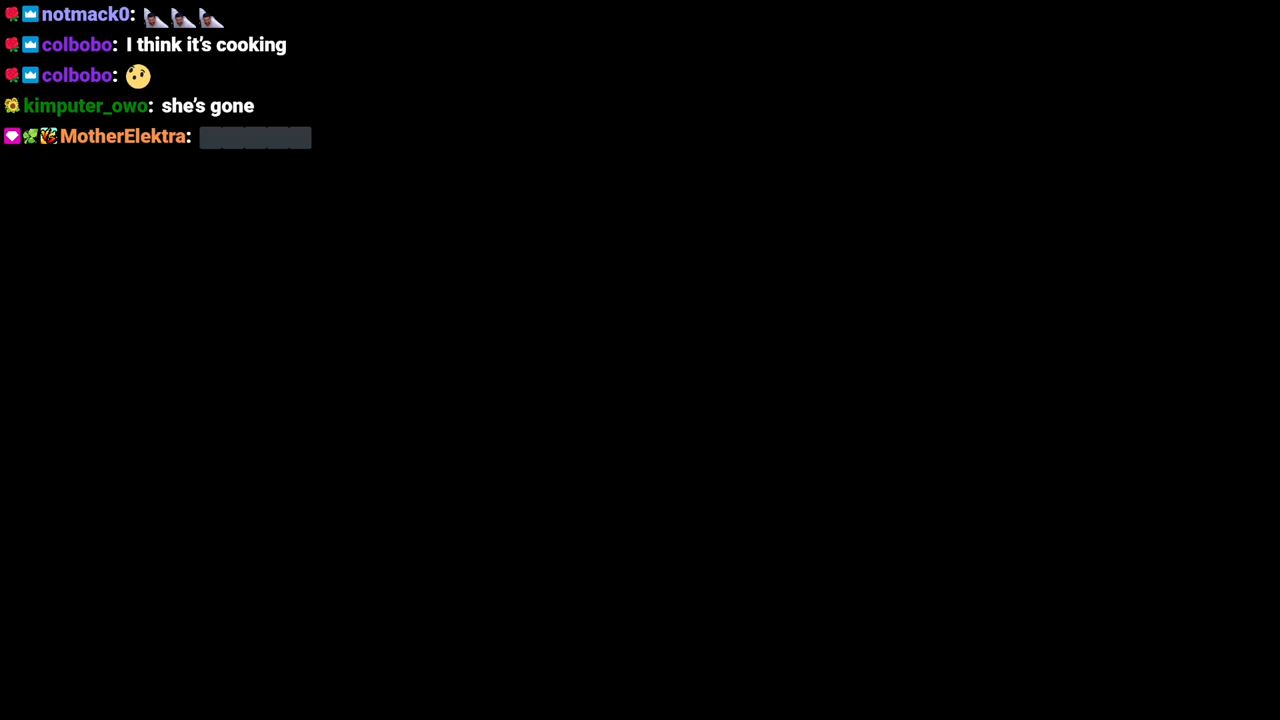 notmack0:
colbobo: I think it’s cooking
colbobo:
kimputer_owo: she’s gone
MotherElektra: